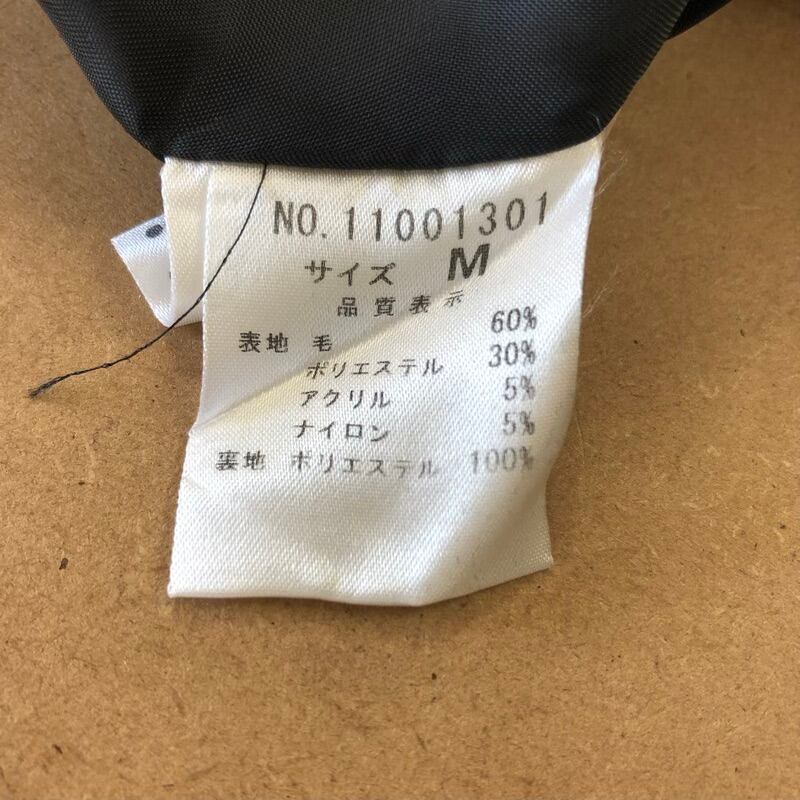 NO.11001301
サイズ M
品質表示
表地 毛 60%
ポリエステル 30%
アクリル 5%
ナイロン 5%
裏地 ポリエステル 100%